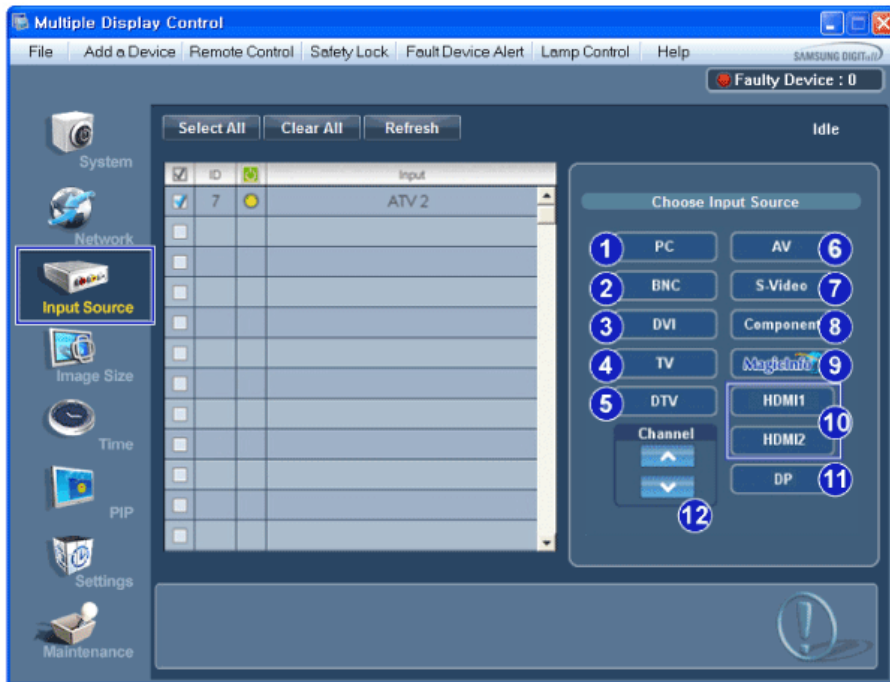 Multiple Display Control
File Add a Device Remote Control Safety Lock Fault Device Alert Lamp Control Help SAMSUNG DIGITall
Faulty Device : 0
Select All Clear All Refresh Idle
System
Network
Input Source
Image Size
Time
PIP
Settings
Maintenance
ID Input
7 ATV 2
Choose Input Source
1 PC AV 6
2 BNC S-Video 7
3 DVI Component 8
4 TV MagicInfo 9
5 DTV HDMI1
10
Channel HDMI2
DP 11
12